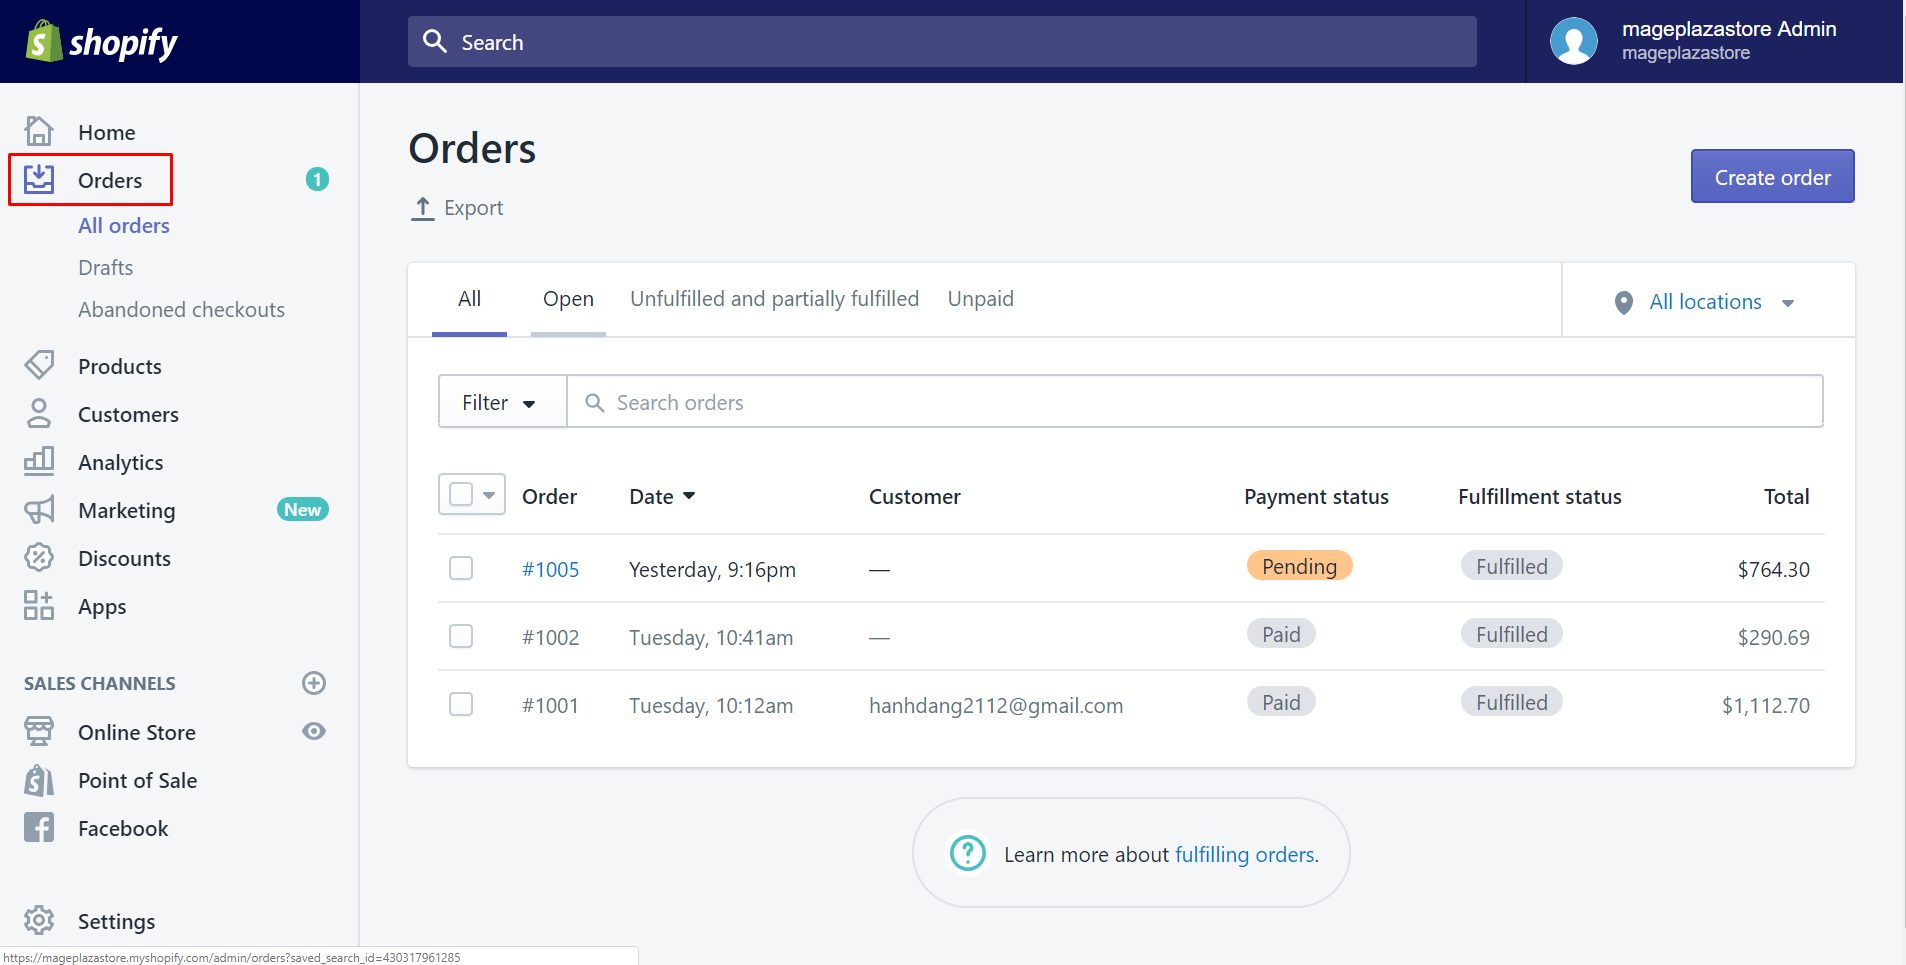 shopify
Search
mageplazastore Admin
mageplazastore
Home
Orders
1
All orders
Drafts
Abandoned checkouts
Products
Customers
Analytics
Marketing
New
Discounts
Apps
SALES CHANNELS
Online Store
Point of Sale
Facebook
Settings
Orders
Export
Create order
All Open Unfulfilled and partially fulfilled Unpaid
All locations
Filter
Search orders
Order Date Customer Payment status Fulfillment status Total
#1005 Yesterday, 9:16pm — Pending Fulfilled $764.30
#1002 Tuesday, 10:41am — Paid Fulfilled $290.69
#1001 Tuesday, 10:12am hanhdang2112@gmail.com Paid Fulfilled $1,112.70
Learn more about fulfilling orders.
https://mageplazastore.myshopify.com/admin/orders?saved_search_id=430317961285